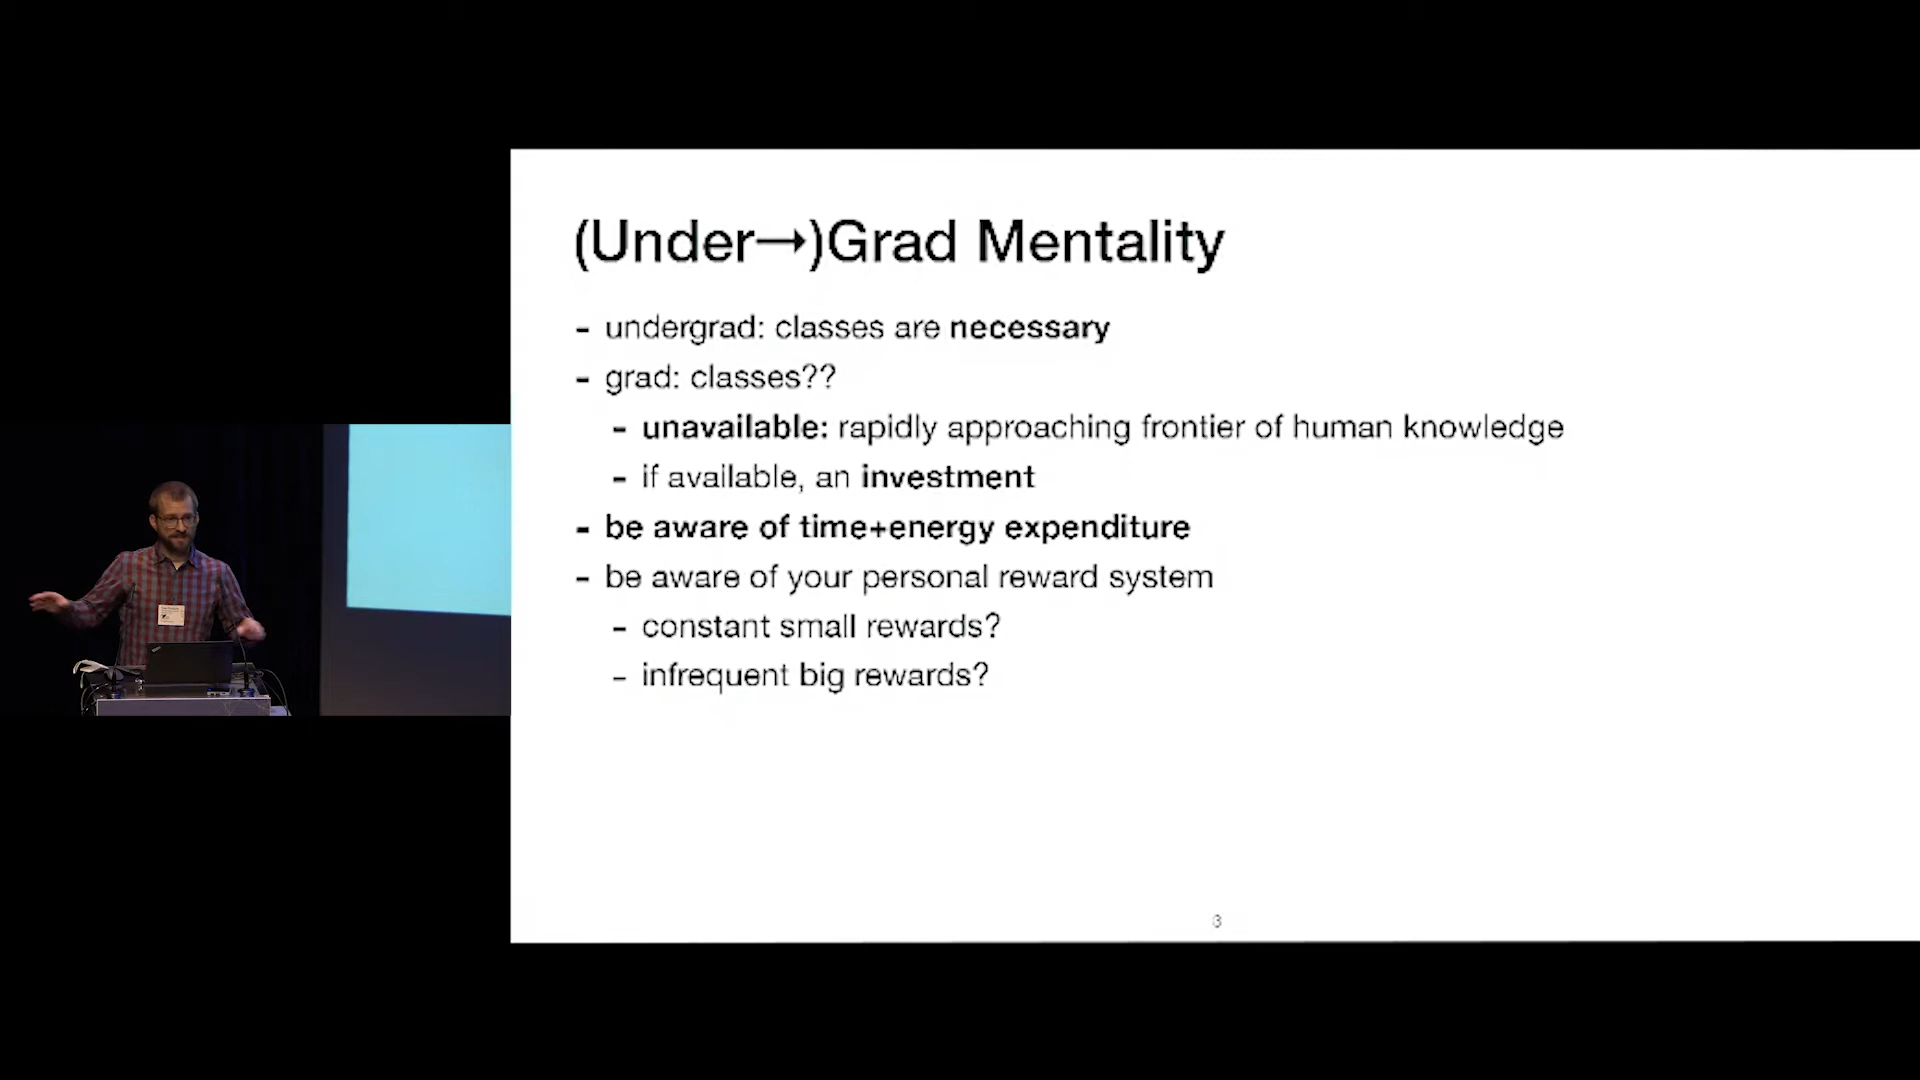 (Under→)Grad Mentality
- undergrad: classes are necessary
- grad: classes??
- unavailable: rapidly approaching frontier of human knowledge
- if available, an investment
- be aware of time+energy expenditure
- be aware of your personal reward system
- constant small rewards?
- infrequent big rewards?